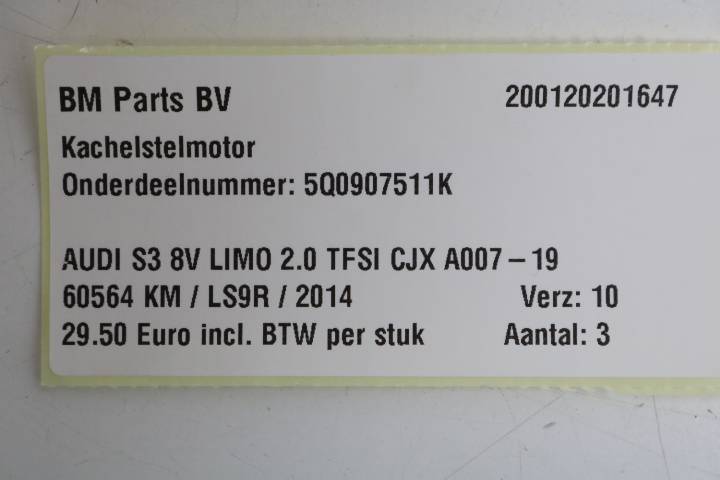 BM Parts BV 200120201647
Kachelstelmotor
Onderdeelnummer: 5Q0907511K
AUDI S3 8V LIMO 2.0 TFSI CJX A007-19
60564 KM / LS9R / 2014 Verz: 10
29.50 Euro incl. BTW per stuk Aantal: 3